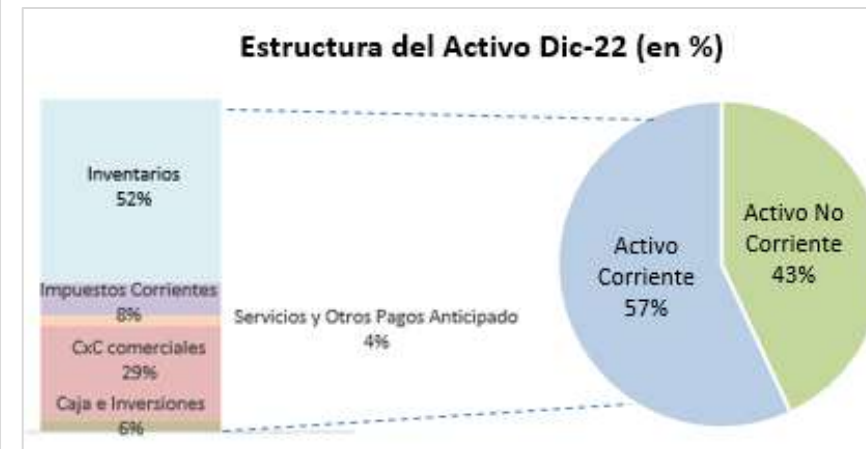 Estructura del Activo Dic-22 (en %)
Inventarios
52%
Impuestos Corrientes
8%
Servicios y Otros Pagos Anticipado
4%
CxC comerciales
29%
Caja e Inversiones
6%
Activo
Corriente
57%
Activo No
Corriente
43%